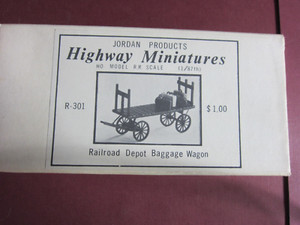 JORDAN PRODUCTS
Highway Miniatures
HO MODEL R.R. SCALE
R-301
$1.00
Railroad Depot Baggage Wagon